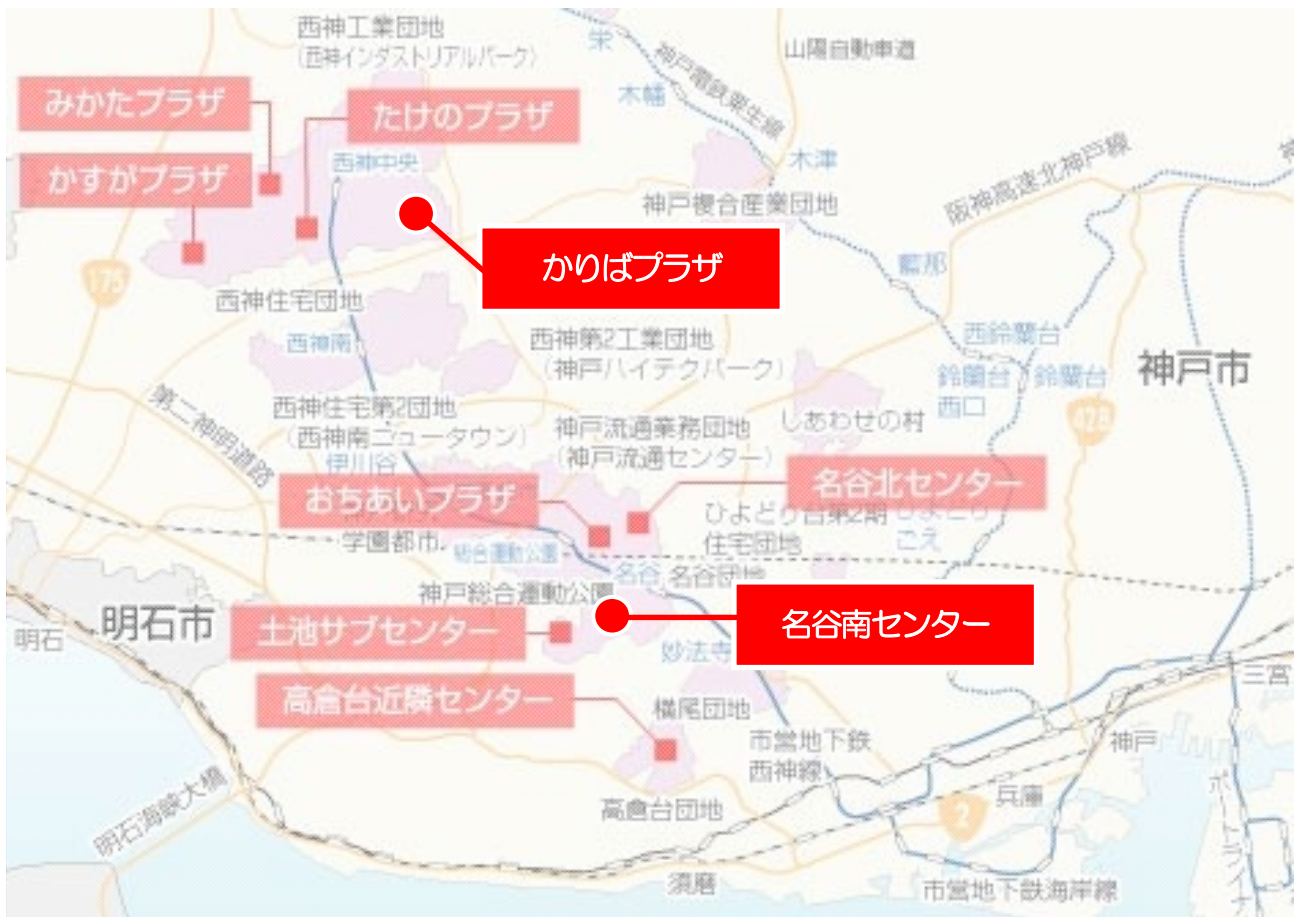 西神工業団地
(西神インダストリアルパーク)
栄
神戸電鉄粟生線
山陽自動車道
木幡
みかたプラザ
たけのプラザ
西神中央
木津
かすがプラザ
神戸複合産業団地
阪神高速北神戸線
かりばプラザ
175
藍那
西神住宅団地
西神南
西神第2工業団地
(神戸ハイテクパーク)
西鈴蘭台
鈴蘭台
西口
鈴蘭台
神戸市
第二神明道路
西神住宅第2団地
(西神南ニュータウン)
神戸流通業務団地
(神戸流通センター)
しあわせの村
428
伊川谷
おちあいプラザ
名谷北センター
ひよどり台第2期
住宅団地
ひよどり
こえ
学園都市
総合運動公園
名谷
名谷団地
神戸総合運動公園
明石市
明石
土池サブセンター
名谷南センター
妙法寺
高倉台近隣センター
横尾団地
三宮
市営地下鉄
西神線
神戸
明石海峡大橋
高倉台団地
兵庫
2
ポートライナ
須磨
市営地下鉄海岸線